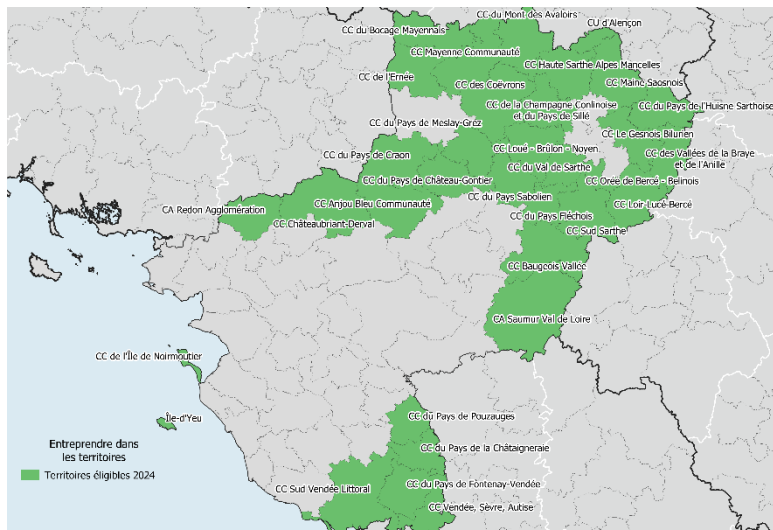 CC du Mont des Avaloirs
CC du Bocage Mayennais
CU d'Alençon
CC Mayenne Communauté
CC Haute Sarthe Alpes Mancelles
CC de l'Ernée
CC des Coëvrons
CC Maine Saosnois
CC de la Champagne Conlinoise
et du Pays de Sillé
CC du Pays de l'Huisne Sarthoise
CC du Pays de Meslay-Grez
CC Le Gesnois Bilurien
CC Loué - Brûlon - Noyen
CC du Pays de Craon
CC des Vallées de la Braye
et de l'Anille
CC du Val de Sarthe
CC du Pays de Château-Gontier
CC Orée de Bercé - Belinois
CC du Pays Sabolien
CA Redon Agglomération
CC Anjou Bleu Communauté
CC Loir-Lucé-Bercé
CC du Pays Fléchois
CC Châteaubriant-Derval
CC Sud Sarthe
CC Baugeois Vallée
CA Saumur Val de Loire
CC de l'Île de Noirmoutier
Île-d'Yeu
CC du Pays de Pouzauges
CC du Pays de la Châtaigneraie
CC du Pays de Fontenay-Vendée
CC Sud Vendée Littoral
CC Vendée, Sèvre, Autise
Entreprendre dans
les territoires
Territoires éligibles 2024